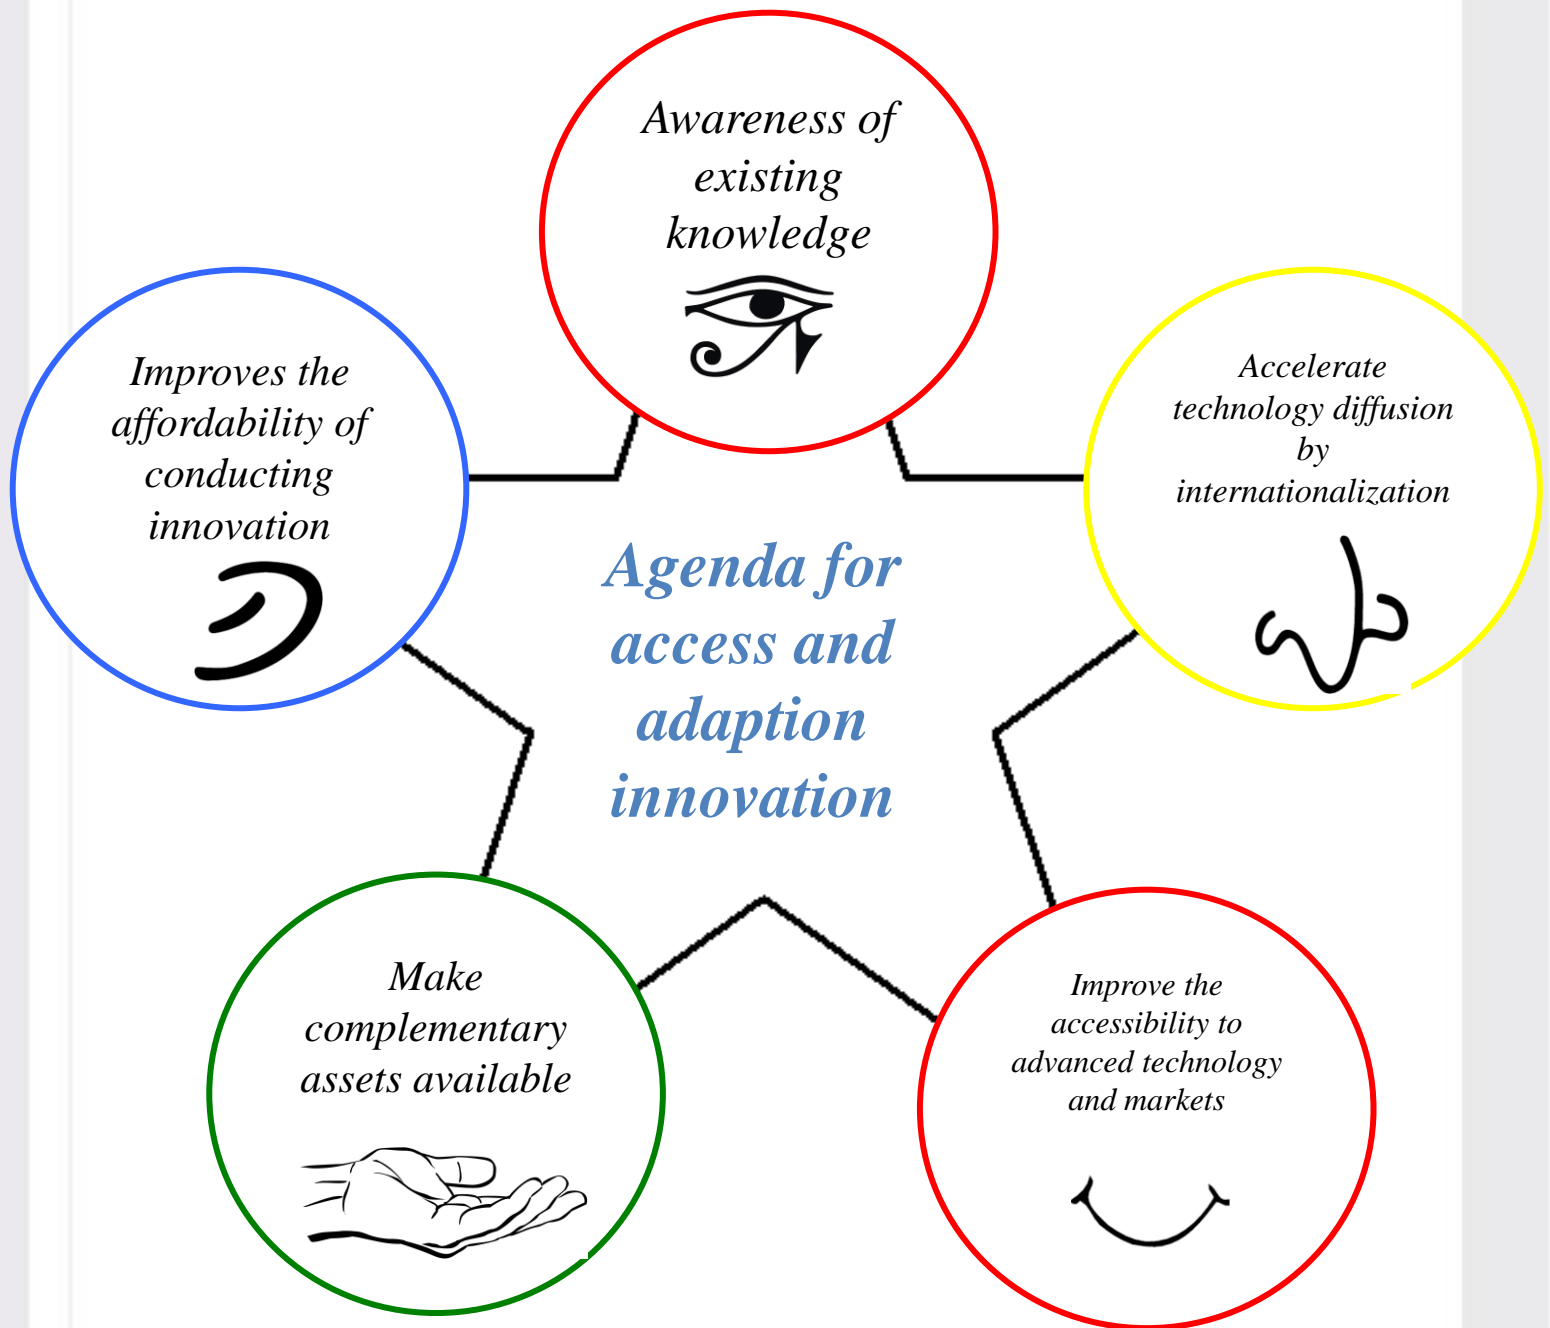 Awareness of
existing
knowledge
Improves the
affordability of
conducting
innovation
Accelerate
technology diffusion
by
internationalization
Agenda for
access and
adaption
innovation
Make
complementary
assets available
Improve the
accessibility to
advanced technology
and markets